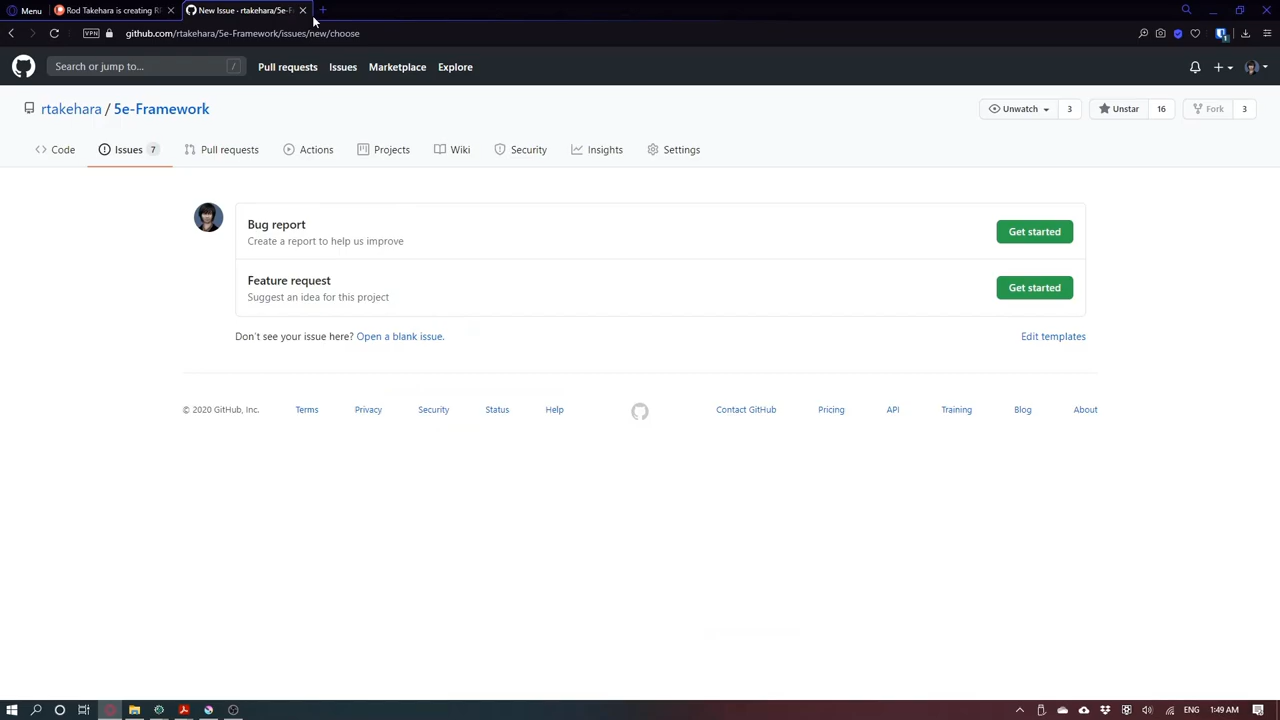 Menu
Rod Takehara is creating RP
New Issue · rtakehara/5e-F
VPN
github.com/rtakehara/5e-Framework/issues/new/choose
Search or jump to...
/
Pull requests
Issues
Marketplace
Explore
rtakehara / 5e-Framework
Unwatch
3
Unstar
16
Fork
3
Code
Issues 7
Pull requests
Actions
Projects
Wiki
Security
Insights
Settings
Bug report
Create a report to help us improve
Get started
Feature request
Suggest an idea for this project
Get started
Don't see your issue here? Open a blank issue.
Edit templates
© 2020 GitHub, Inc.
Terms
Privacy
Security
Status
Help
Contact GitHub
Pricing
API
Training
Blog
About
ENG
1:49 AM